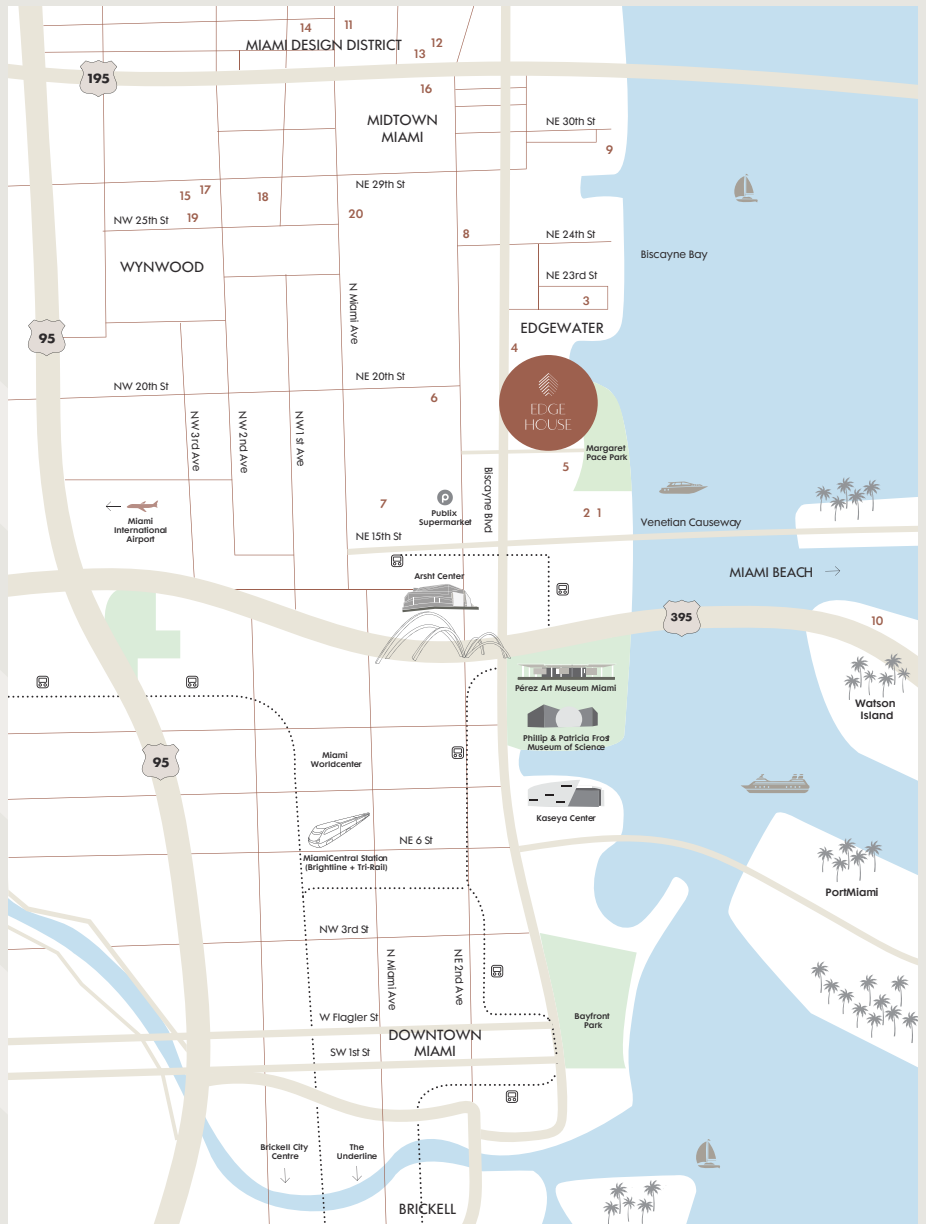 14
11
12
MIAMI DESIGN DISTRICT
13
195
16
MIDTOWN
MIAMI
NE 30th St
9
NE 29th St
15
17
18
20
NW 25th St
19
8
NE 24th St
Biscayne Bay
WYNWOOD
NE 23rd St
3
N Miami Ave
EDGEWATER
95
4
NE 20th St
NW 20th St
6
EDGE
HOUSE
NW 3rd Ave
NW 2nd Ave
NW 1st Ave
Margaret
Pace Park
5
Biscayne Blvd
7
Publix
Supermarket
2
1
Miami
International
Airport
Venetian Causeway
NE 15th St
MIAMI BEACH
Arsht Center
395
10
Pérez Art Museum Miami
Watson
Island
Phillip & Patricia Frost
Museum of Science
95
Miami
Worldcenter
Kaseya Center
NE 6 St
MiamiCentral Station
(Brightline + Tri-Rail)
PortMiami
NW 3rd St
N Miami Ave
NE 2nd Ave
W Flagler St
Bayfront
Park
DOWNTOWN
MIAMI
SW 1st St
Brickell City
Centre
The
Underline
BRICKELL